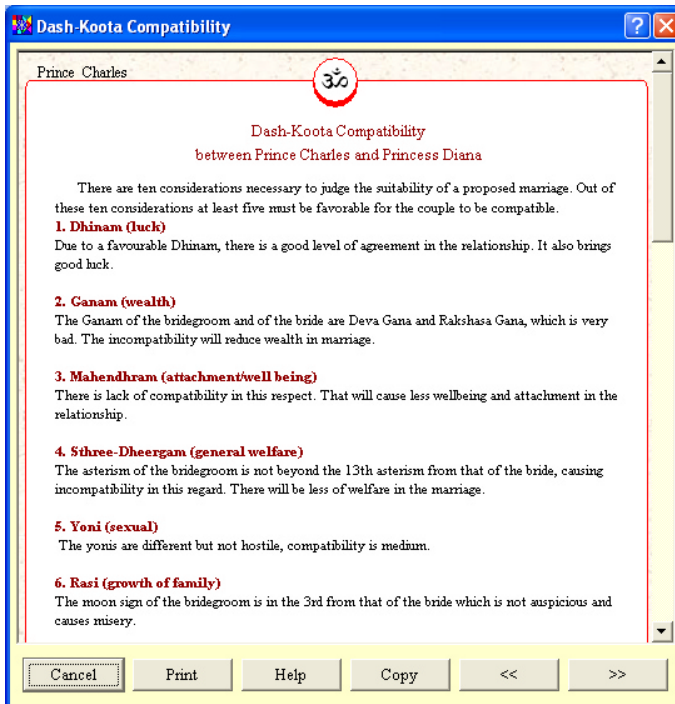 Dash-Koota Compatibility
Prince Charles
ॐ
Dash-Koota Compatibility
between Prince Charles and Princess Diana
There are ten considerations necessary to judge the suitability of a proposed marriage. Out of
these ten considerations at least five must be favorable for the couple to be compatible.
1. Dhinam (luck)
Due to a favourable Dhinam, there is a good level of agreement in the relationship. It also brings
good luck.
2. Ganam (wealth)
The Ganam of the bridegroom and of the bride are Deva Gana and Rakshasa Gana, which is very
bad. The incompatibility will reduce wealth in marriage.
3. Mahendhram (attachment/well being)
There is lack of compatibility in this respect. That will cause less wellbeing and attachment in the
relationship.
4. Sthree-Dheergam (general welfare)
The asterism of the bridegroom is not beyond the 13th asterism from that of the bride, causing
incompatibility in this regard. There will be less of welfare in the marriage.
5. Yoni (sexual)
The yonis are different but not hostile, compatibility is medium.
6. Rasi (growth of family)
The moon sign of the bridegroom is in the 3rd from that of the bride which is not auspicious and
causes misery.
Cancel Print Help Copy << >>